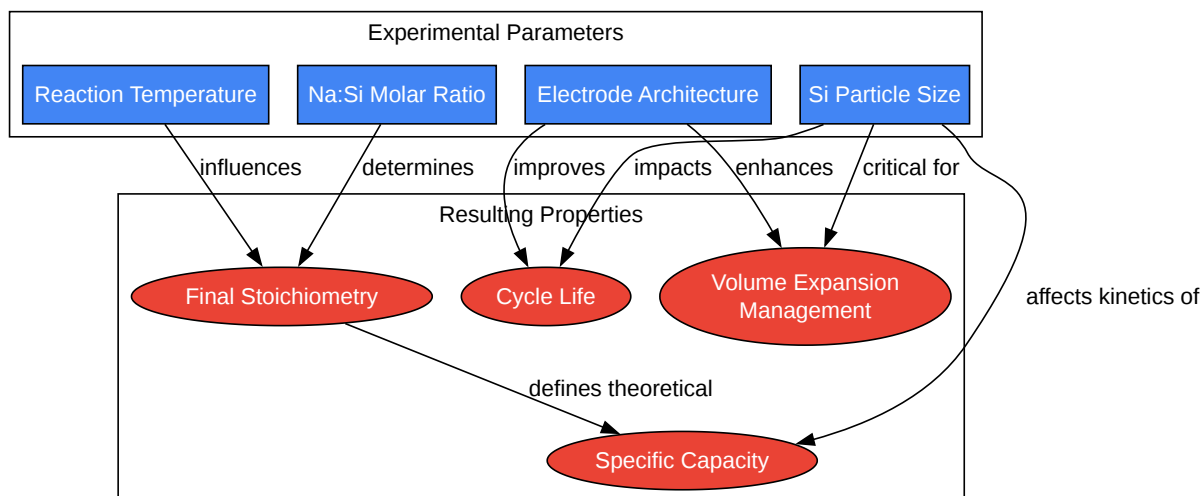 Experimental Parameters
Reaction Temperature
Na:Si Molar Ratio
Electrode Architecture
Si Particle Size
influences
determines
improves
impacts
enhances
critical for
Resulting Properties
Final Stoichiometry
Cycle Life
Volume Expansion
Management
affects kinetics of
defines theoretical
Specific Capacity